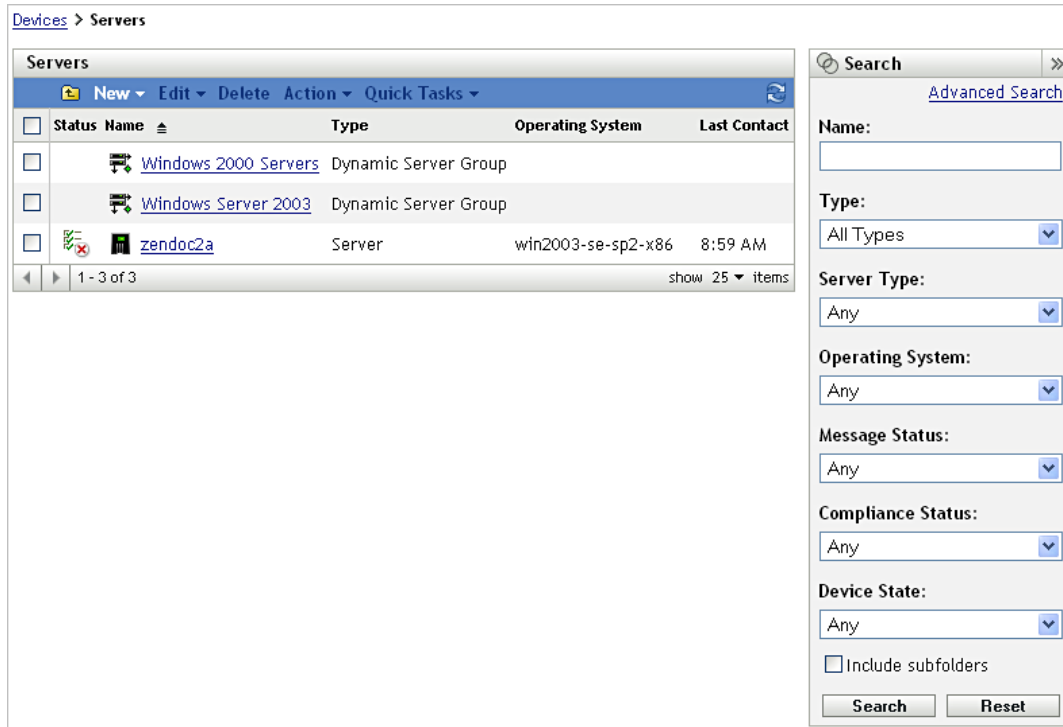 Devices > Servers
Servers
New Edit Delete Action Quick Tasks
Status Name Type Operating System Last Contact
Windows 2000 Servers Dynamic Server Group
Windows Server 2003 Dynamic Server Group
zendoc2a Server win2003-se-sp2-x86 8:59 AM
1 - 3 of 3 show 25 items
Search »
Advanced Search
Name:
Type:
All Types
Server Type:
Any
Operating System:
Any
Message Status:
Any
Compliance Status:
Any
Device State:
Any
Include subfolders
Search Reset